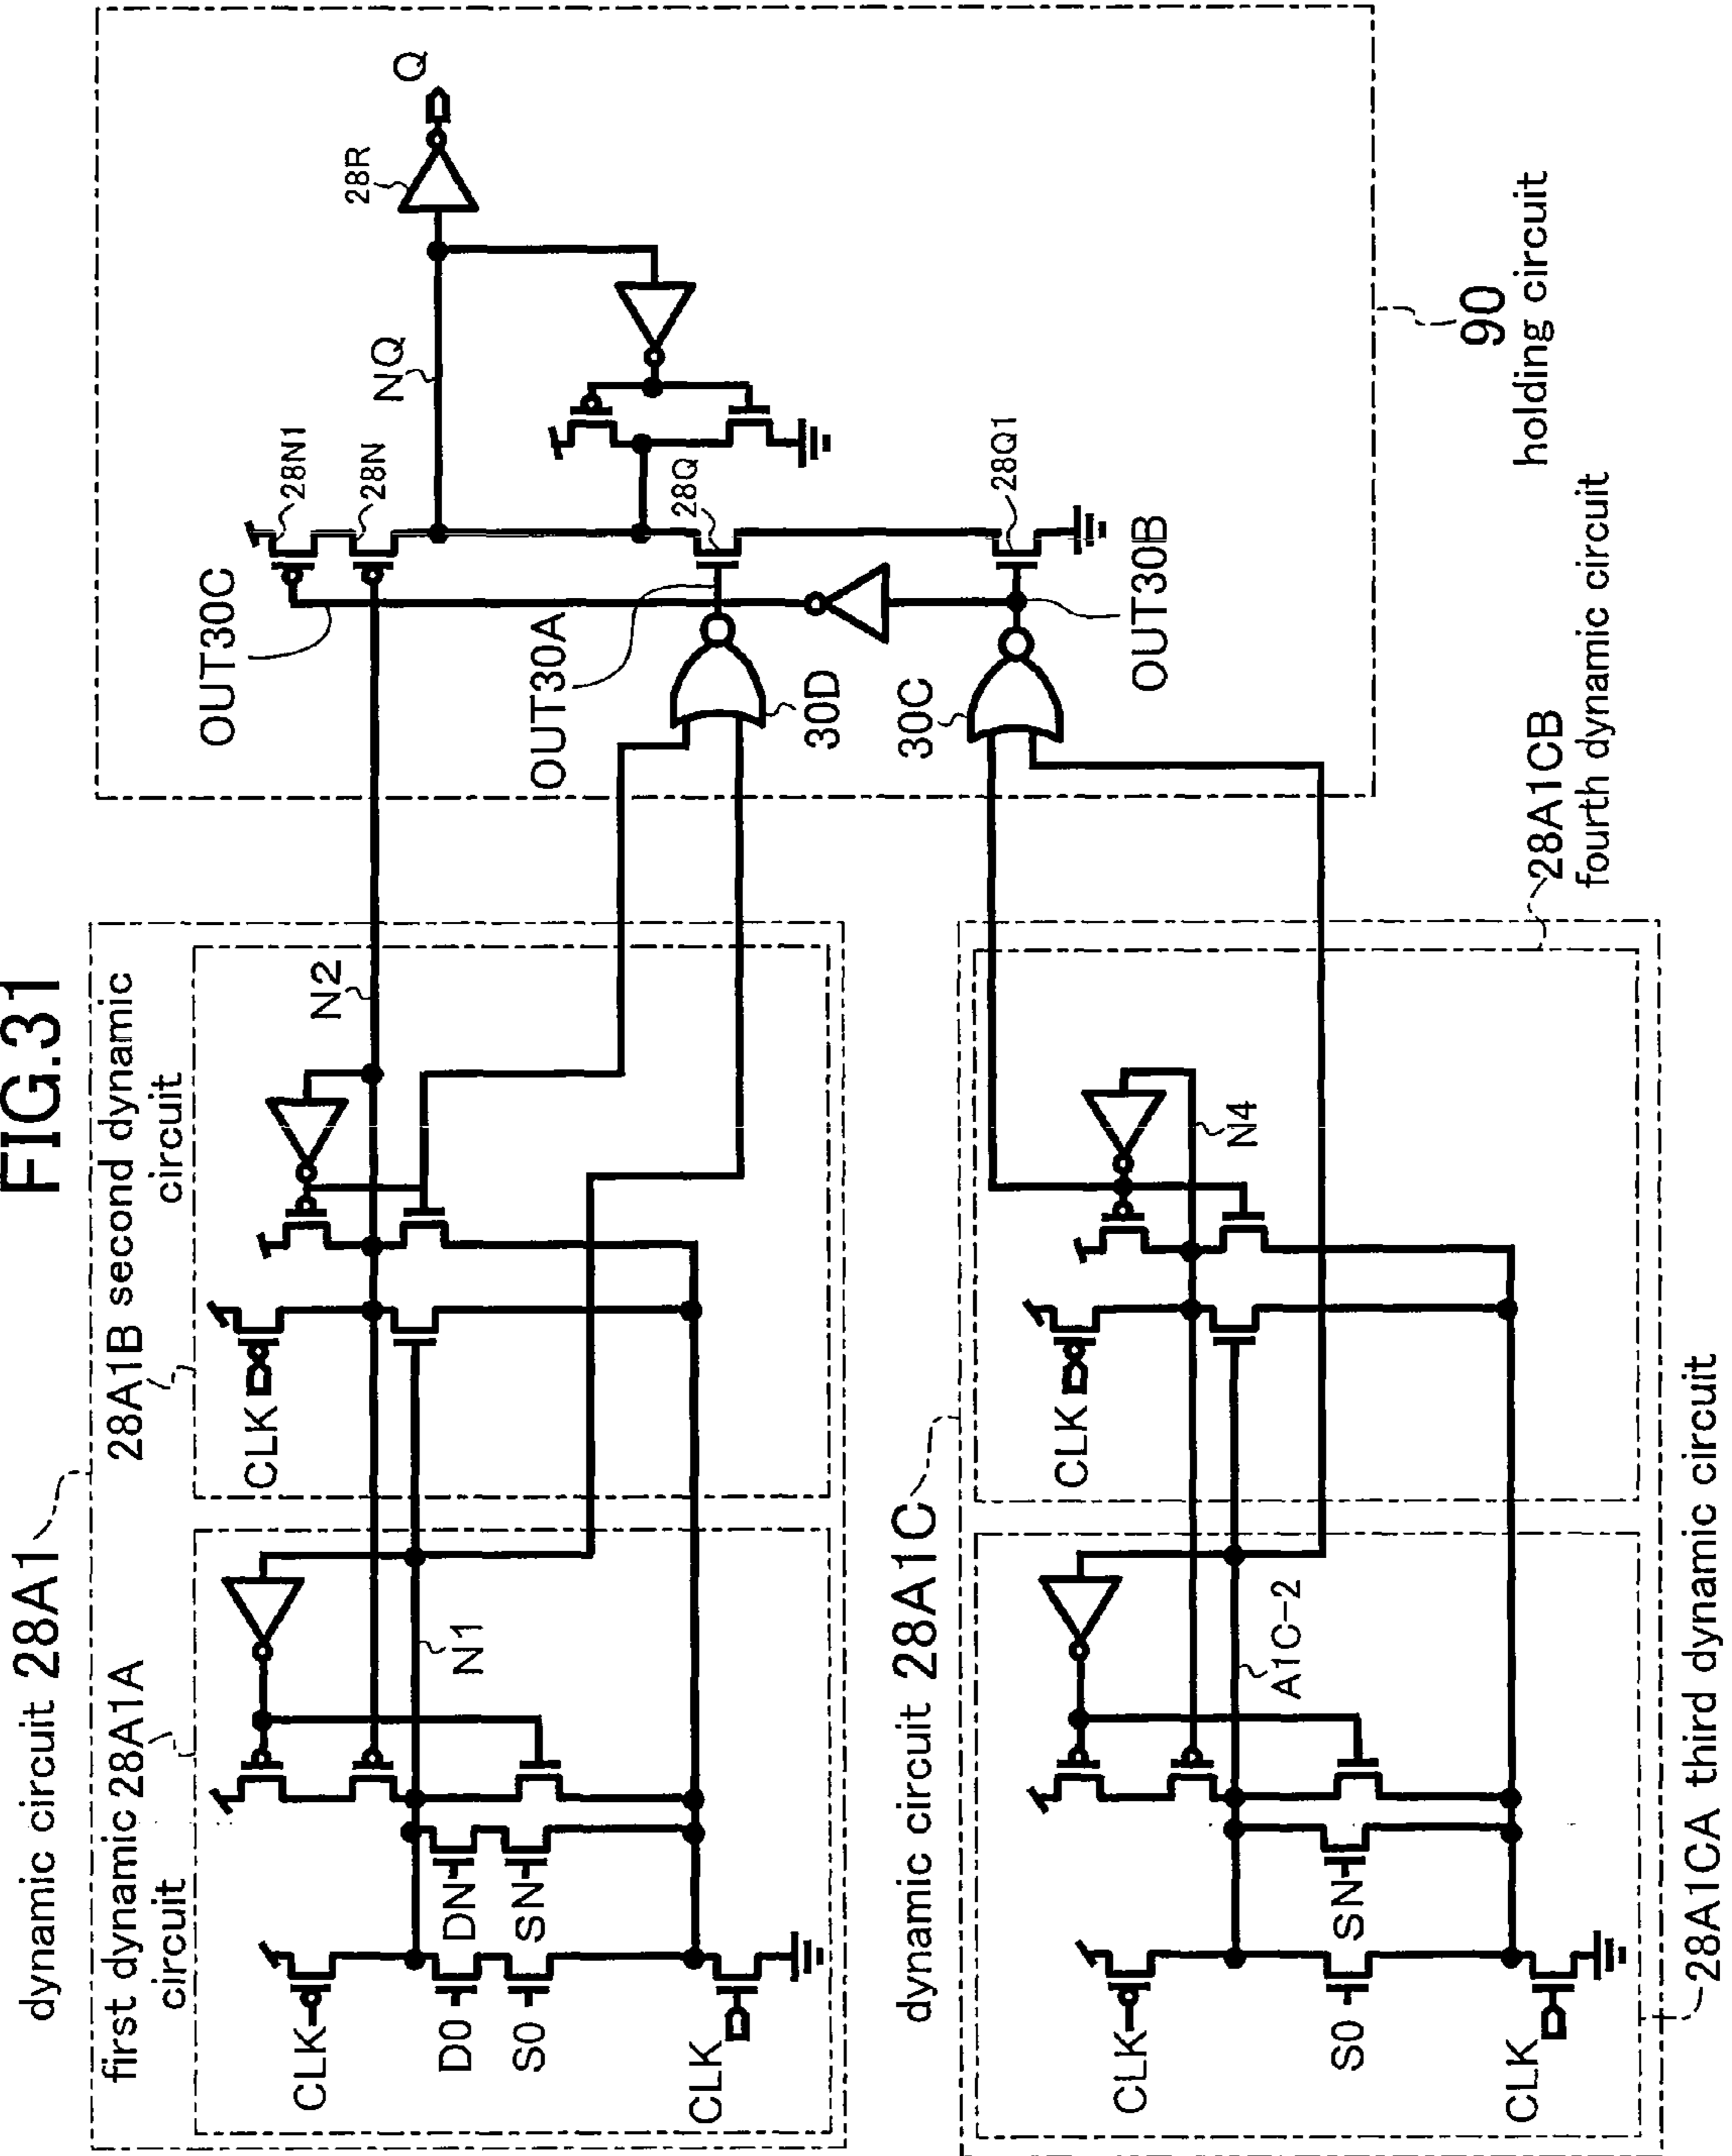 FIG.31
dynamic circuit 28A1
first dynamic 28A1A
circuit
28A1B second dynamic
circuit
CLK
D0
S0
CLK
DN
SN
N1
CLK
N2
OUT30C
28N1
28N
NQ
28R
Q
OUT30A
30D
28Q
30C
28Q1
OUT30B
90
holding circuit
dynamic circuit 28A1C
CLK
S0
CLK
SN
A1C-2
CLK
N4
28A1CB
fourth dynamic circuit
28A1CA third dynamic circuit